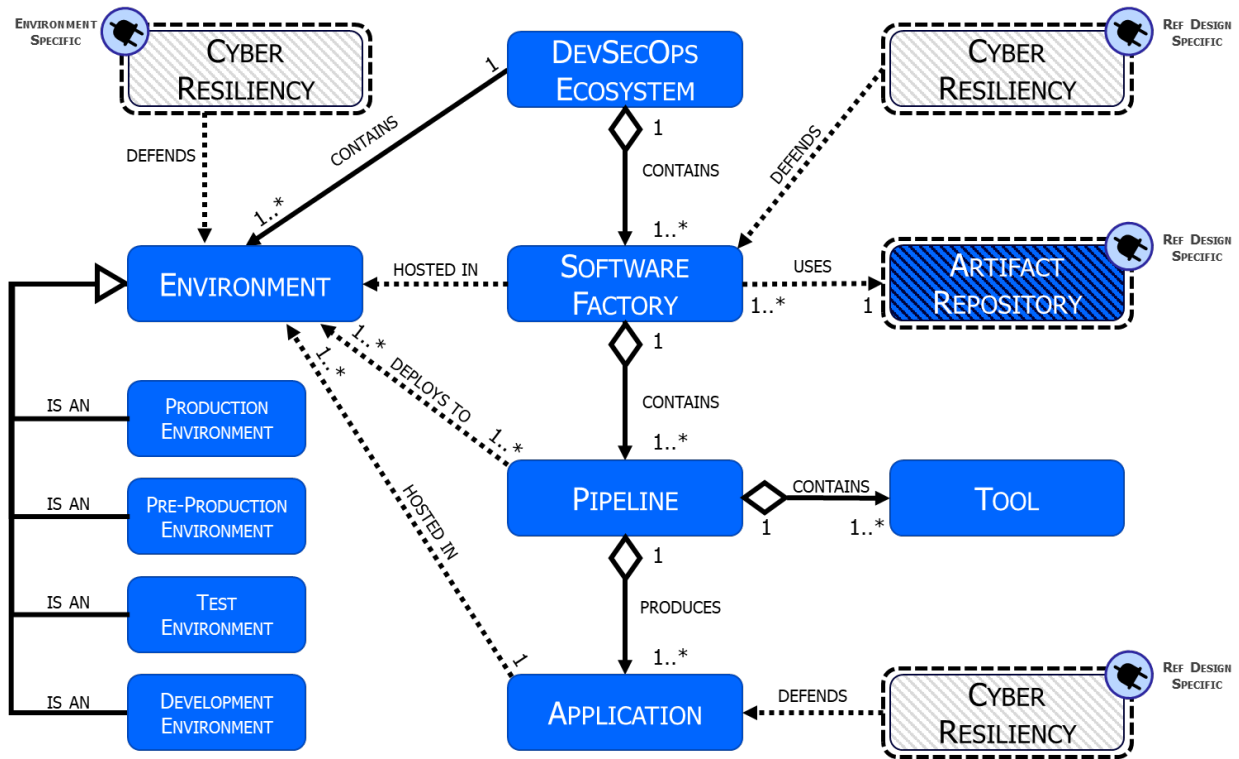 Environment
Specific
Cyber
Resiliency
DevSecOps
Ecosystem
Cyber
Resiliency
Ref Design
Specific
1
1
DEFENDS
CONTAINS
CONTAINS
DEFENDS
1..*
1..*
Environment
HOSTED IN
Software
Factory
USES
1..*
1
Artifact
Repository
Ref Design
Specific
1..*
1..*
DEPLOYS TO
1..*
1
CONTAINS
1..*
IS AN
Production
Environment
IS AN
Pre-Production
Environment
HOSTED IN
Pipeline
CONTAINS
1
1..*
Tool
1
PRODUCES
1..*
IS AN
Test
Environment
IS AN
Development
Environment
1
Application
DEFENDS
Cyber
Resiliency
Ref Design
Specific